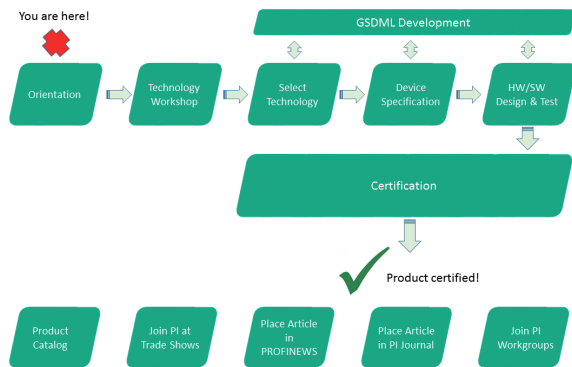 You are here!
GSDML Development
Orientation
Technology
Workshop
Select
Technology
Device
Specification
HW/SW
Design & Test
Certification
Product certified!
Product
Catalog
Join PI at
Trade Shows
Place Article
in
PROFINEWS
Place Article
in PI Journal
Join PI
Workgroups